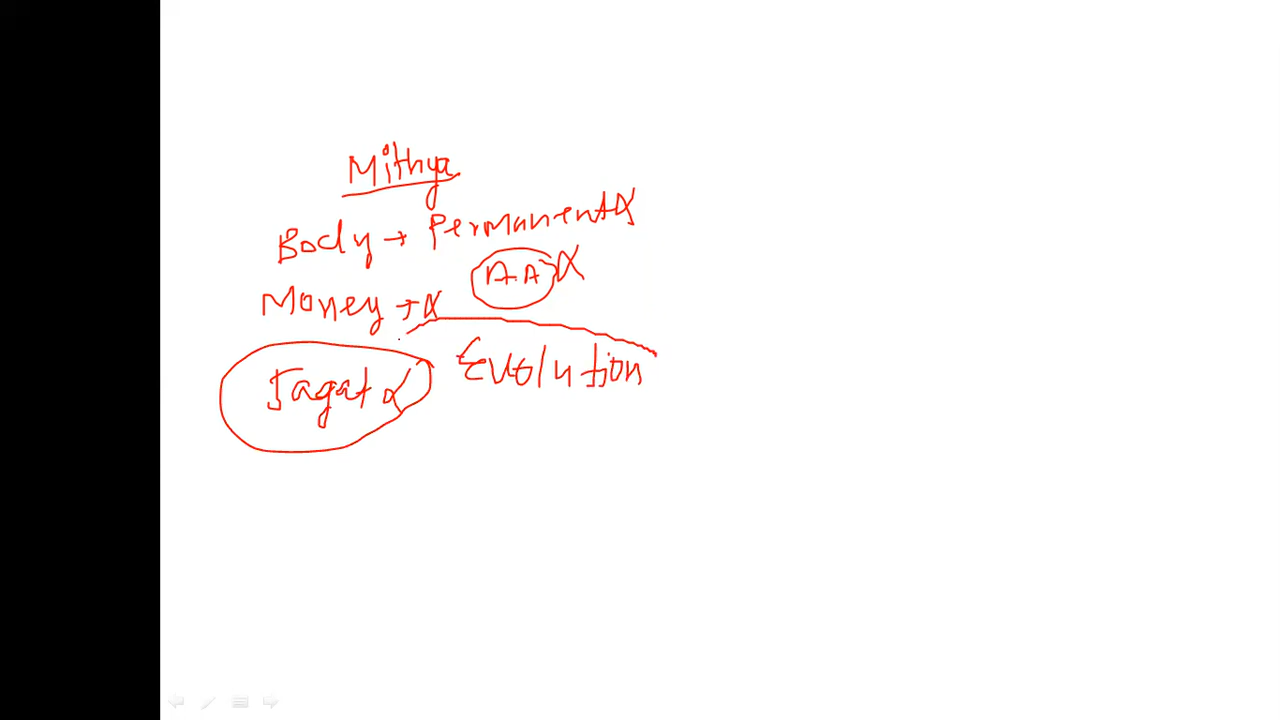 Mithya
Body → Permanent x
A.A x
Money → x
Jagat x
Evolution